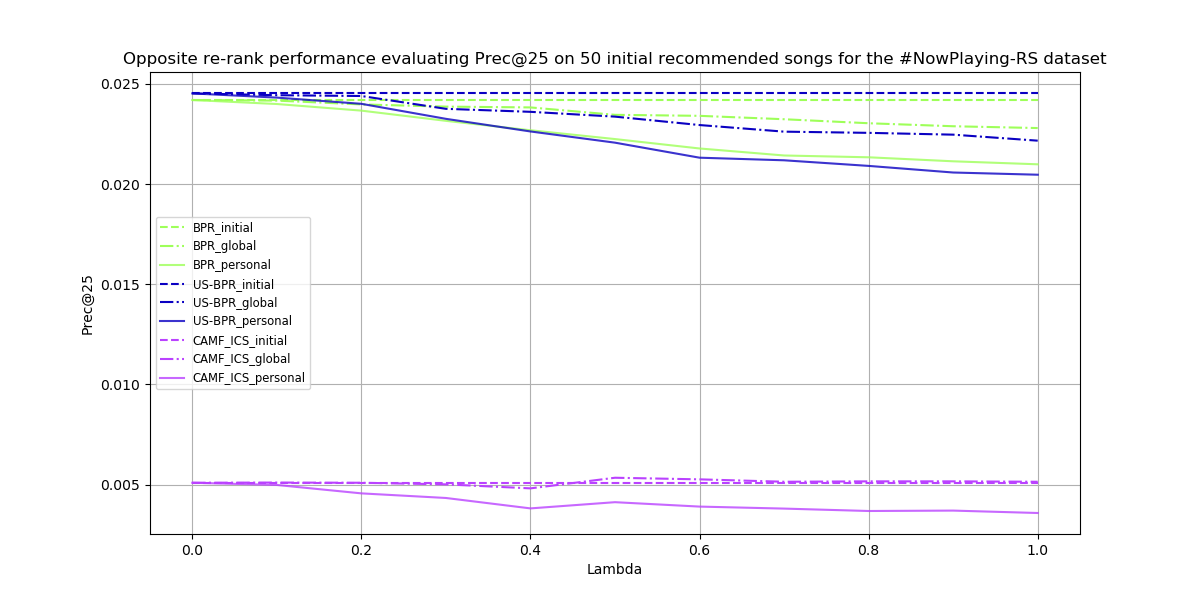 Opposite re-rank performance evaluating Prec@25 on 50 initial recommended songs for the #NowPlaying-RS dataset
0.025
0.020
0.015
0.010
0.005
Prec@25
BPR_initial
BPR_global
BPR_personal
US-BPR_initial
US-BPR_global
US-BPR_personal
CAMF_ICS_initial
CAMF_ICS_global
CAMF_ICS_personal
0.0 0.2 0.4 0.6 0.8 1.0
Lambda